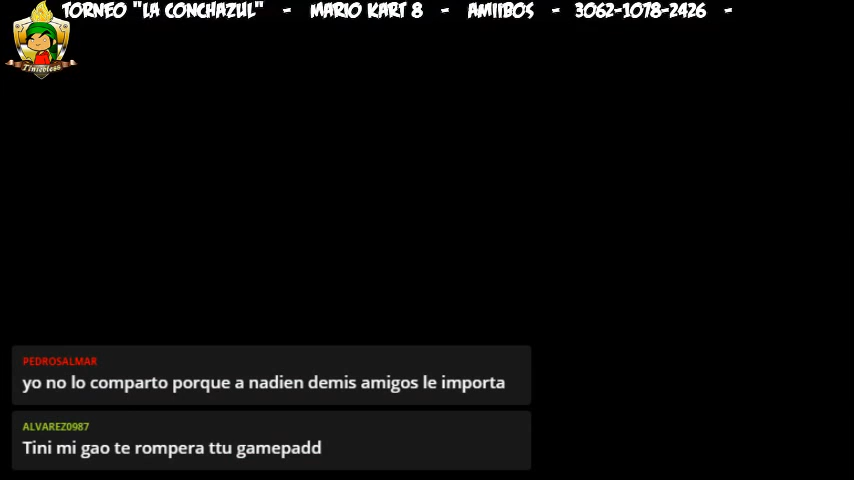 TORNEO "LA CONCHAZUL" - MARIO KART 8 - AMIIBOS - 3062-1078-2426 -
Tiniebless
PEDROSALMAR
yo no lo comparto porque a nadien demis amigos le importa
ALVAREZ0987
Tini mi gao te rompera ttu gamepadd